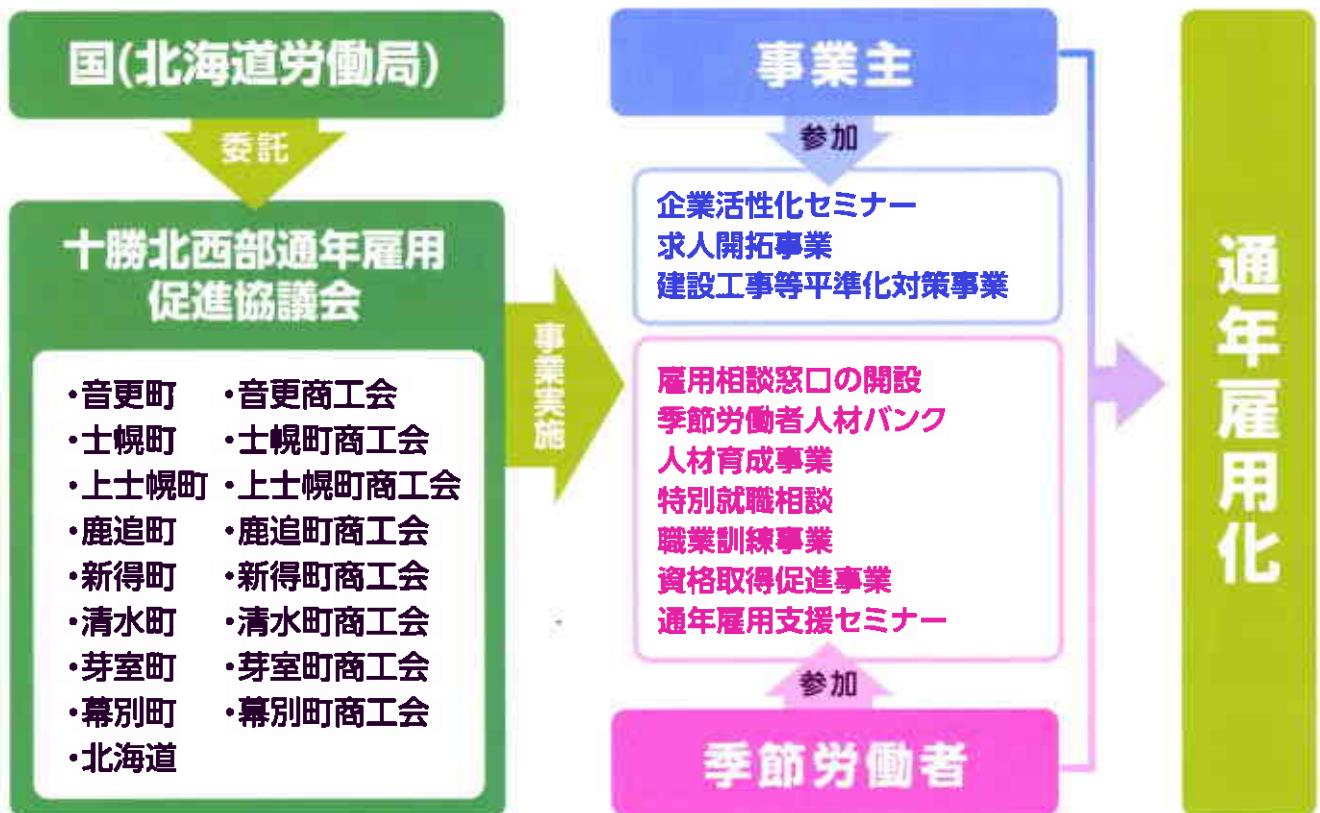 国(北海道労働局)
委託
十勝北西部通年雇用
促進協議会
・音更町 ・音更商工会
・士幌町 ・士幌町商工会
・上士幌町 ・上士幌町商工会
・鹿追町 ・鹿追町商工会
・新得町 ・新得町商工会
・清水町 ・清水町商工会
・芽室町 ・芽室町商工会
・幕別町 ・幕別町商工会
・北海道
事業実施
事業主
参加
企業活性化セミナー
求人開拓事業
建設工事等平準化対策事業
雇用相談窓口の開設
季節労働者人材バンク
人材育成事業
特別就職相談
職業訓練事業
資格取得促進事業
通年雇用支援セミナー
参加
季節労働者
通年雇用化